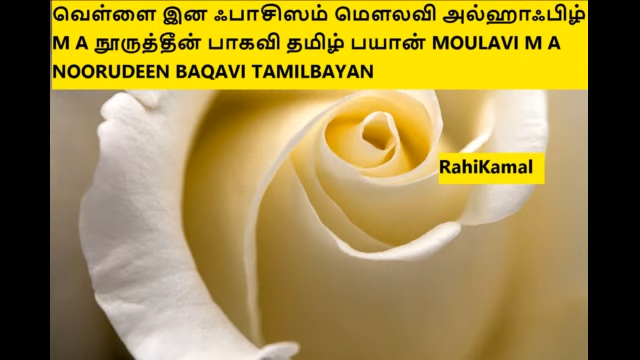 வெள்ளை இன ஃபாசிஸம் மௌலவி அல்ஹாஃபிழ்
M A நூருத்தீன் பாகவி தமிழ் பயான் MOULAVI M A
NOORUDEEN BAQAVI TAMILBAYAN
RahiKamal